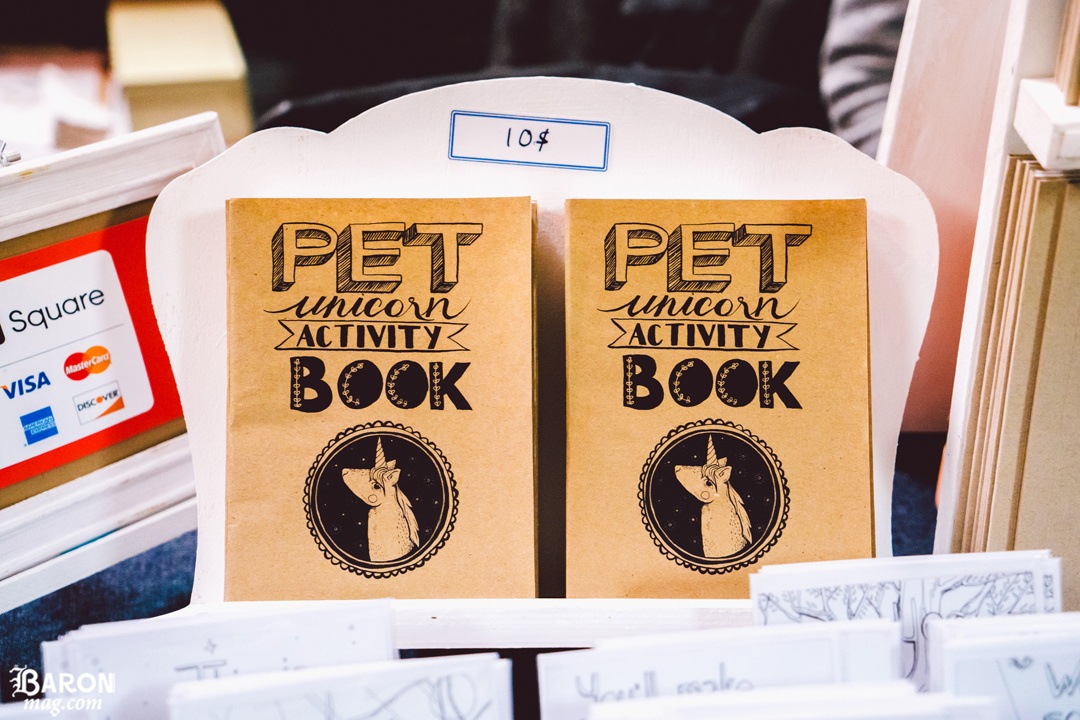 10$
PET
unicorn
ACTIVITY
BOOK
PET
unicorn
ACTIVITY
BOOK
Square
VISA
MasterCard
AMERICAN EXPRESS
DISCOVER
You'll make
BARON
mag.com